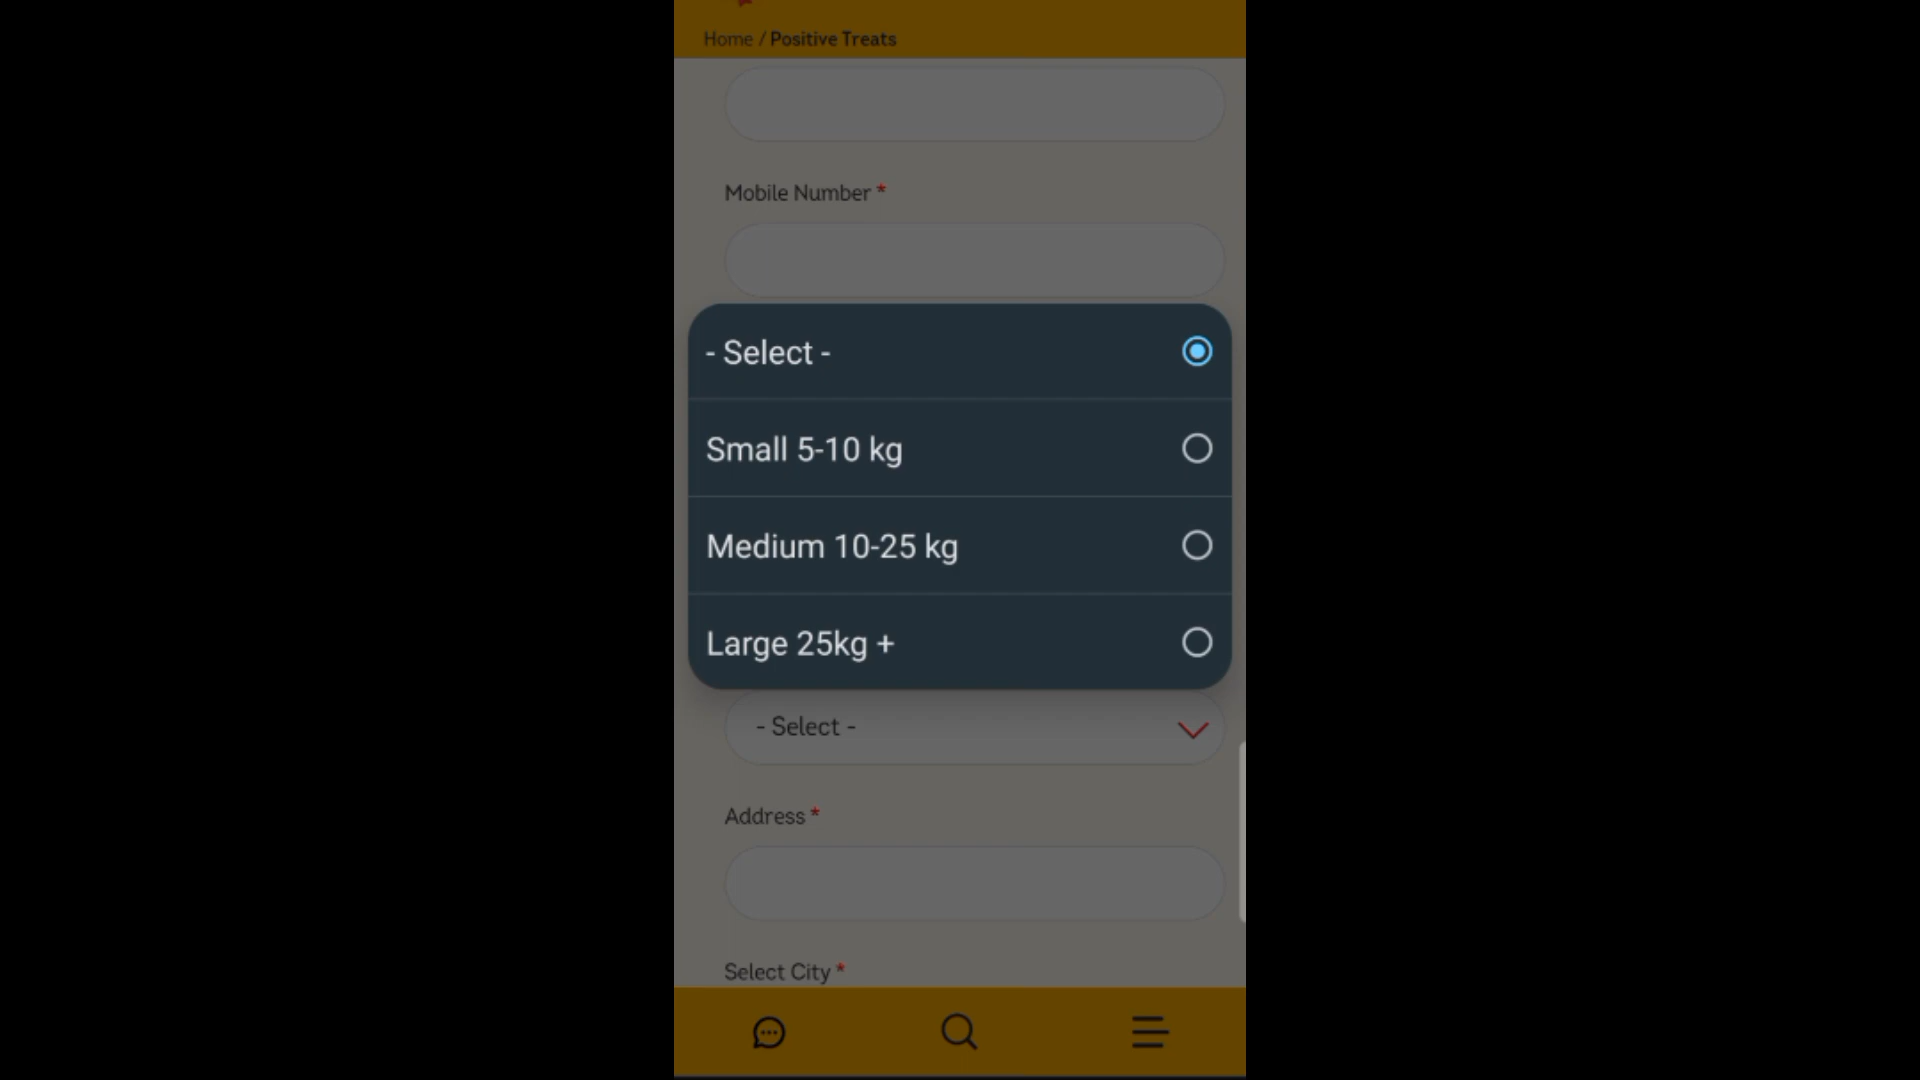 Home / Positive Treats
Mobile Number *
- Select -
Small 5-10 kg
Medium 10-25 kg
Large 25kg +
- Select -
Address *
Select City *